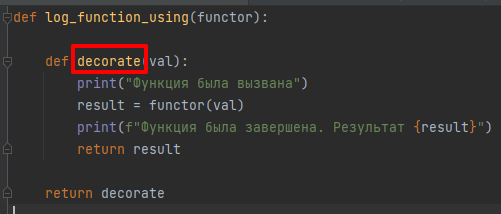 def log_function_using(functor):
def decorate(val):
print("Функция была вызвана")
result = functor(val)
print(f"Функция была завершена. Результат {result}")
return result
return decorate